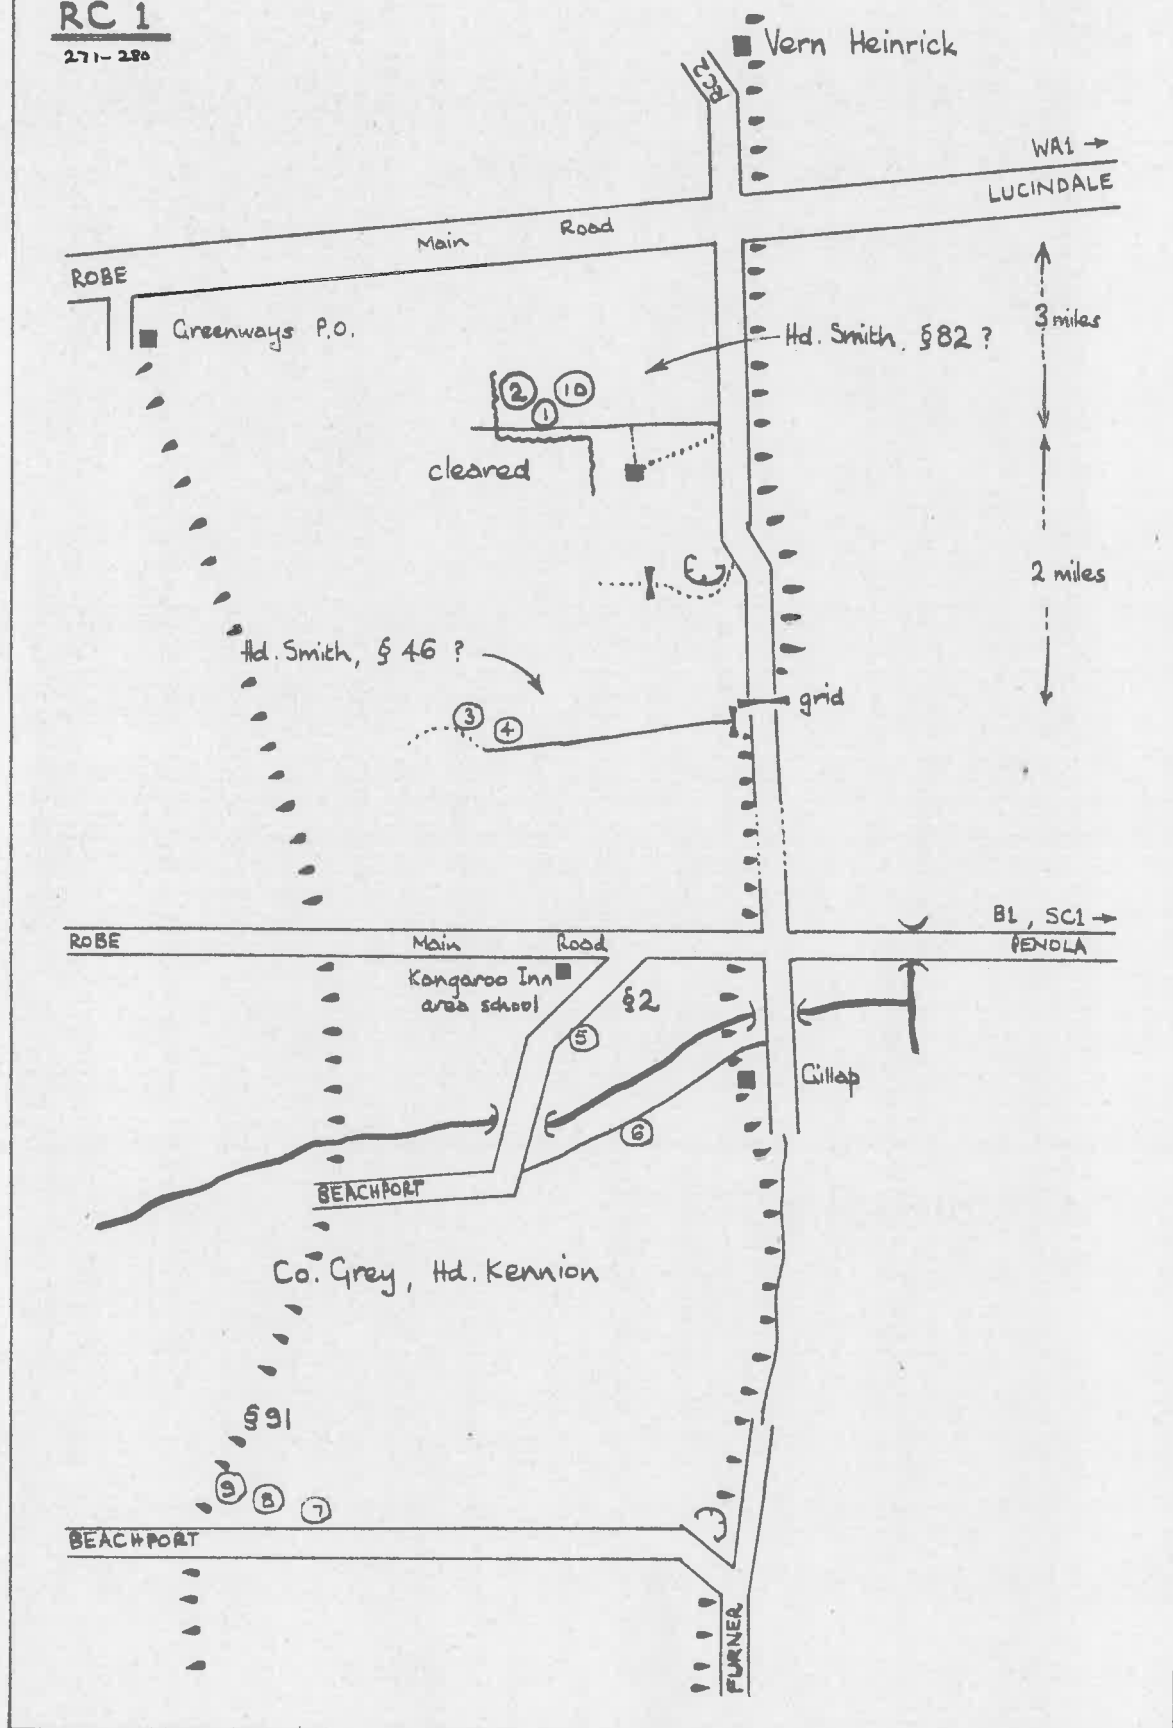 RC 1
271-280
Vern Heinrick
RC2
WA1 →
LUCINDALE
Main Road
ROBE
Greenways P.O.
3 miles
Hd. Smith, §82 ?
2 10
1
cleared
2 miles
Hd. Smith, § 46 ?
grid
3
4
B1, SC1 →
ROBE
Main Road
PENOLA
Kangaroo Inn
area school
§2
5
Gillap
6
BEACHPORT
Co. Grey, Hd. Kennion
§91
9 8 7
BEACHPORT
FURNER